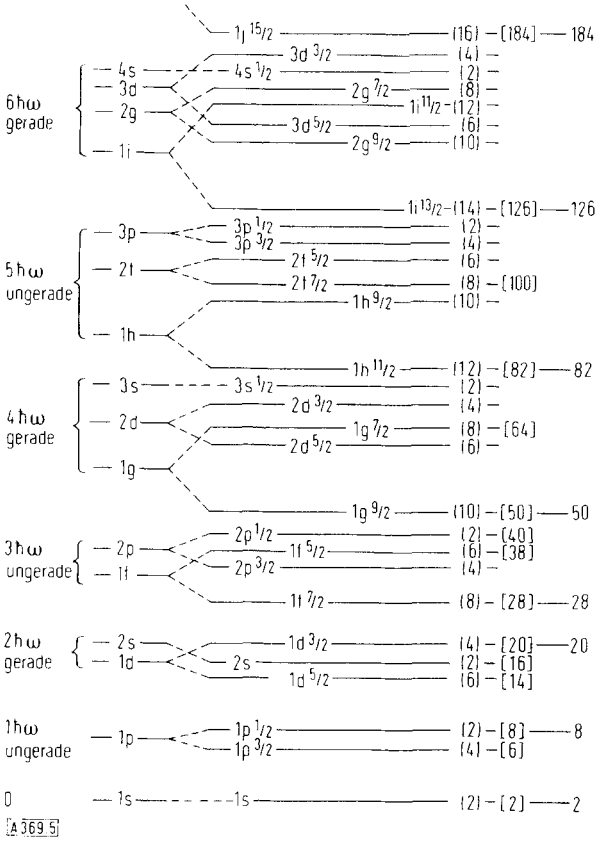 1j 15/2 (16) [184] 184
3d 3/2 (4)
4s 4s 1/2 (2)
3d
2g 7/2 (8)
6ħω 1i 11/2 (12)
gerade 2g 3d 5/2 (6)
2g 9/2 (10)
1i
1i 13/2 (14) [126] 126
3p 3p 1/2 (2)
3p 3/2 (4)
2f 5/2 (6)
5ħω 2f
ungerade 2f 7/2 (8) [100]
1h 9/2 (10)
1h
1h 11/2 (12) [82] 82
3s 3s 1/2 (2)
2d 3/2 (4)
4ħω 2d
gerade 1g 7/2 (8) [64]
2d 5/2 (6)
1g
1g 9/2 (10) [50] 50
2p 1/2 (2) [40]
3ħω 2p 1f 5/2 (6) [38]
ungerade 1f 2p 3/2 (4)
1f 7/2 (8) [28] 28
2ħω 2s 1d 3/2 (4) [20] 20
gerade 1d 2s (2) [16]
1d 5/2 (6) [14]
1ħω 1p 1p 1/2 (2) [8] 8
ungerade 1p 3/2 (4) [6]
0 1s 1s (2) [2] 2
A 369.5